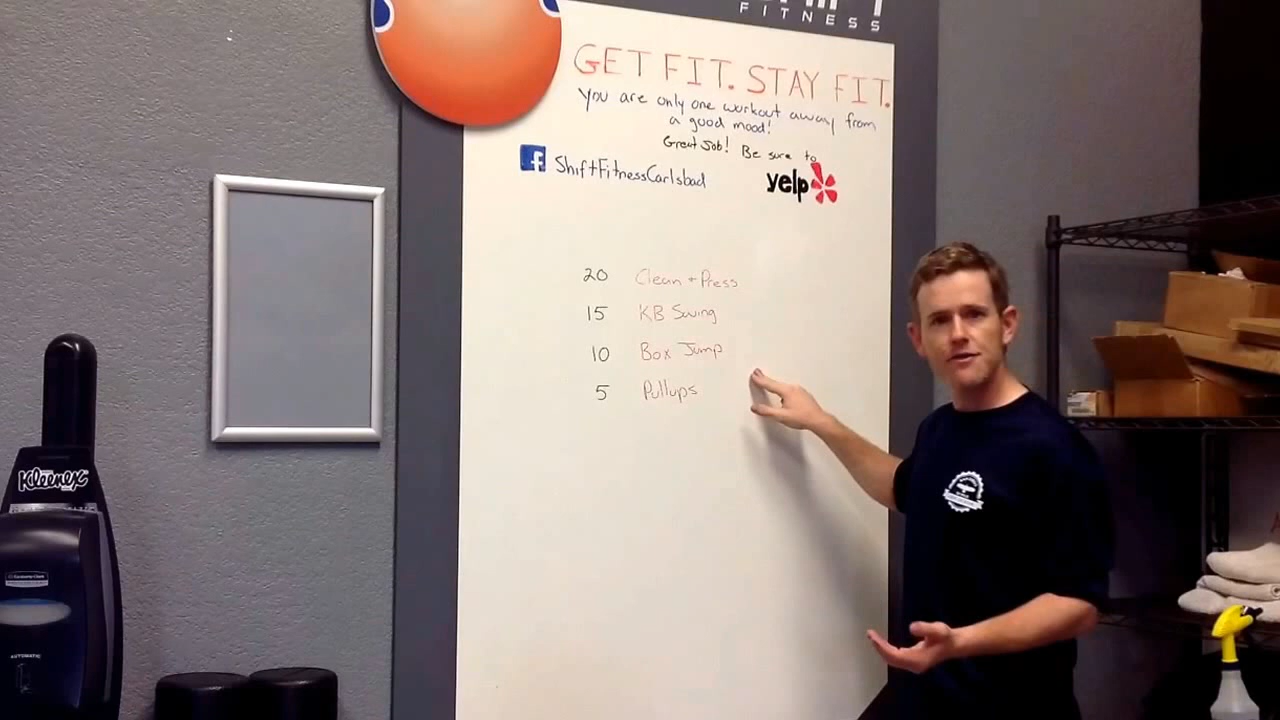 FITNESS
GET FIT. STAY FIT.
You are only one workout away from
a good mood!
Great Job! Be sure to
f ShiftFitnessCarlsbad
yelp
20 Clean + Press
15 KB Swing
10 Box Jump
5 Pullups
Kleenex
AUTOMATIC